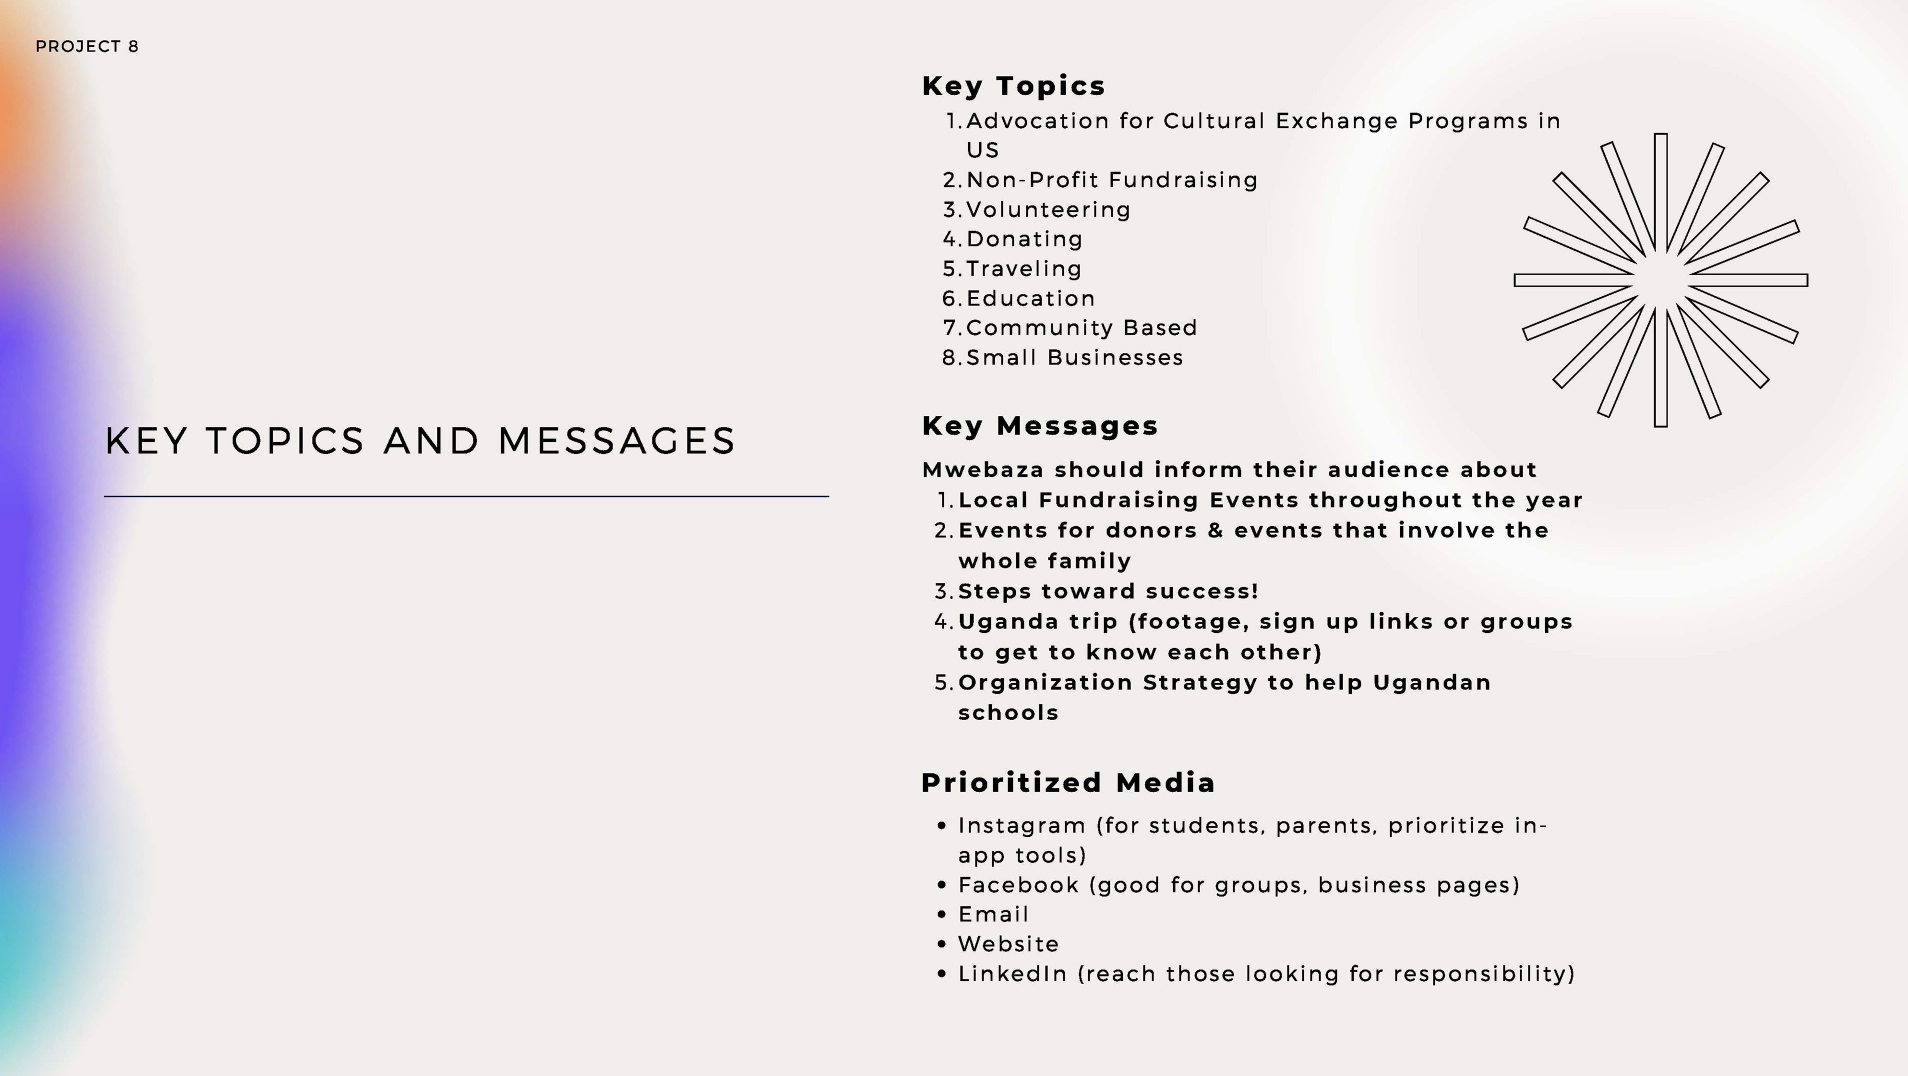 PROJECT 8
KEY TOPICS AND MESSAGES
Key Topics
1. Advocation for Cultural Exchange Programs in
US
2. Non-Profit Fundraising
3. Volunteering
4. Donating
5. Traveling
6. Education
7. Community Based
8. Small Businesses
Key Messages
Mwebaza should inform their audience about
1. Local Fundraising Events throughout the year
2. Events for donors & events that involve the
whole family
3. Steps toward success!
4. Uganda trip (footage, sign up links or groups
to get to know each other)
5. Organization Strategy to help Ugandan
schools
Prioritized Media
• Instagram (for students, parents, prioritize in-
app tools)
• Facebook (good for groups, business pages)
• Email
• Website
• LinkedIn (reach those looking for responsibility)